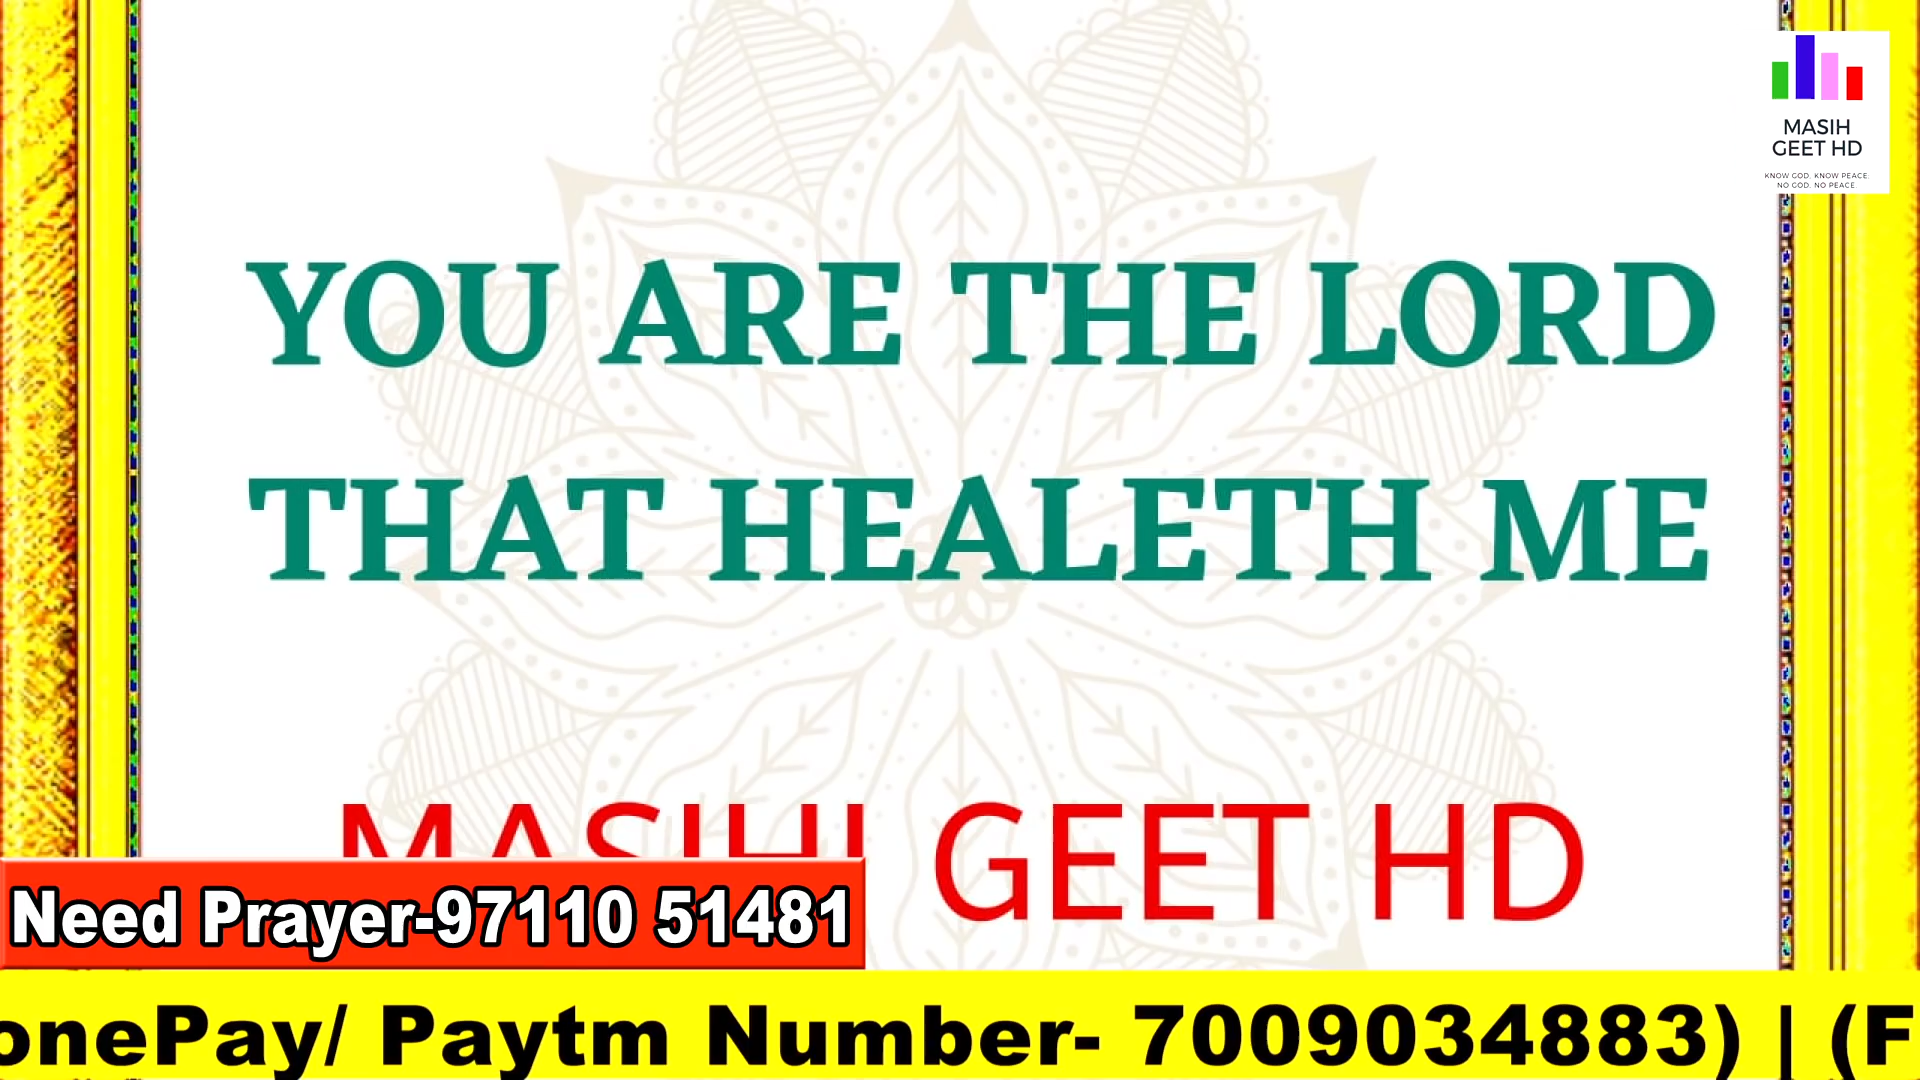 MASIH
GEET HD
KNOW GOD. KNOW PEACE.
NO GOD. NO PEACE.
YOU ARE THE LORD
THAT HEALETH ME
MASIHI GEET HD
Need Prayer-97110 51481
onePay/ Paytm Number- 7009034883) | (F